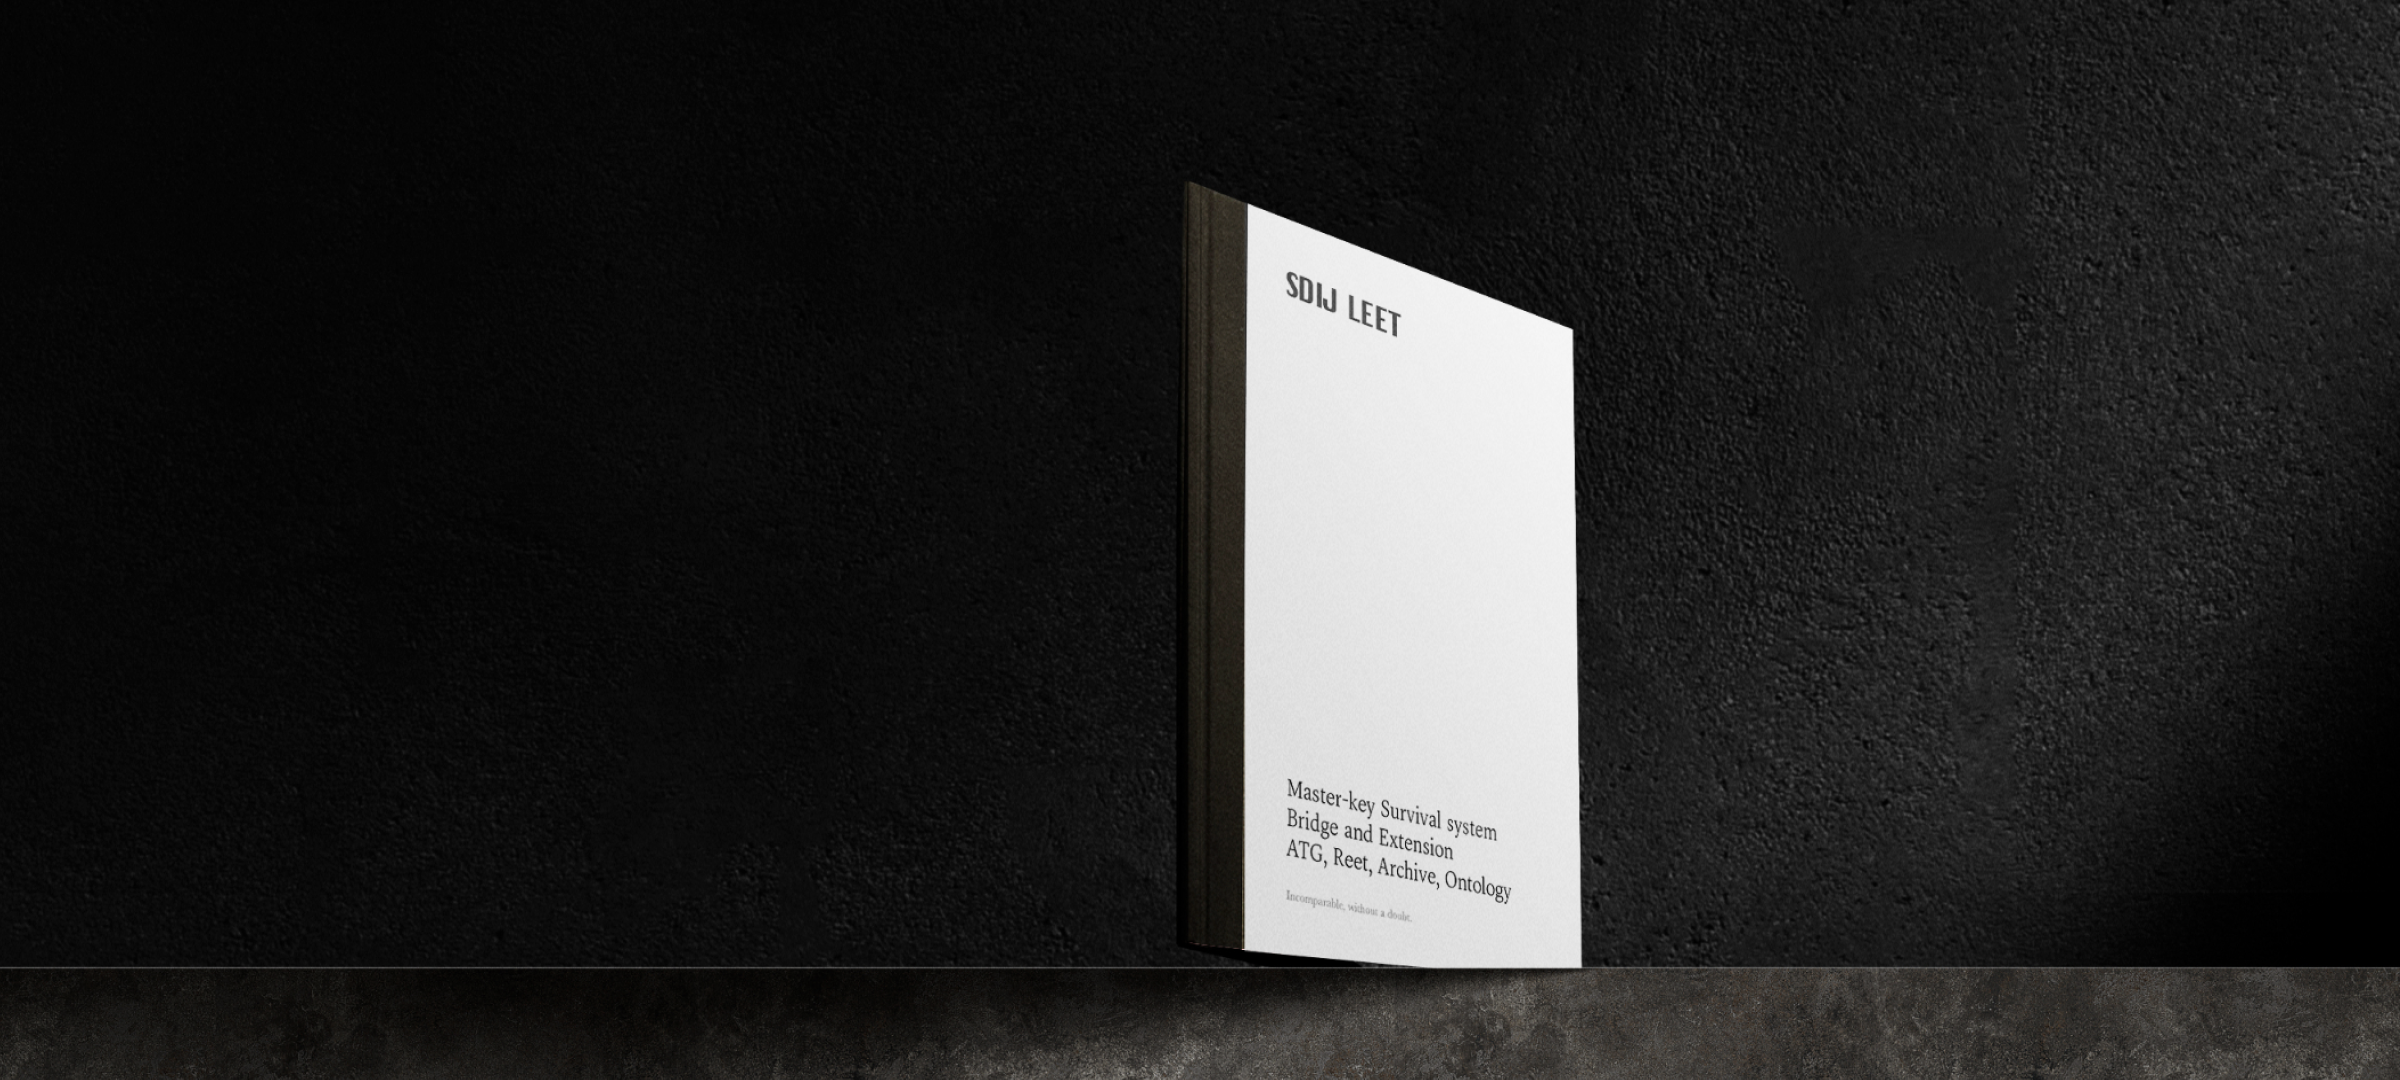 SDIJ LEET
Master-key Survival system
Bridge and Extension
ATG, Reet, Archive, Ontology
Incomparable, without a doubt.